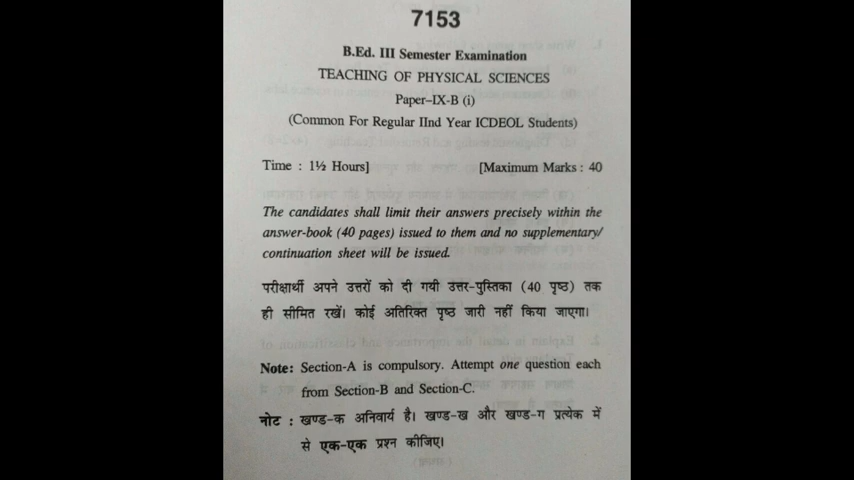 7153
B.Ed. III Semester Examination
TEACHING OF PHYSICAL SCIENCES
Paper–IX-B (i)
(Common For Regular IInd Year ICDEOL Students)
Time : 1½ Hours] [Maximum Marks : 40
The candidates shall limit their answers precisely within the
answer-book (40 pages) issued to them and no supplementary/
continuation sheet will be issued.
परीक्षार्थी अपने उत्तरों को दी गयी उत्तर-पुस्तिका (40 पृष्ठ) तक
ही सीमित रखें। कोई अतिरिक्त पृष्ठ जारी नहीं किया जाएगा।
Note: Section-A is compulsory. Attempt one question each
from Section-B and Section-C.
नोट : खण्ड-क अनिवार्य है। खण्ड-ख और खण्ड-ग प्रत्येक में
से एक-एक प्रश्न कीजिए।